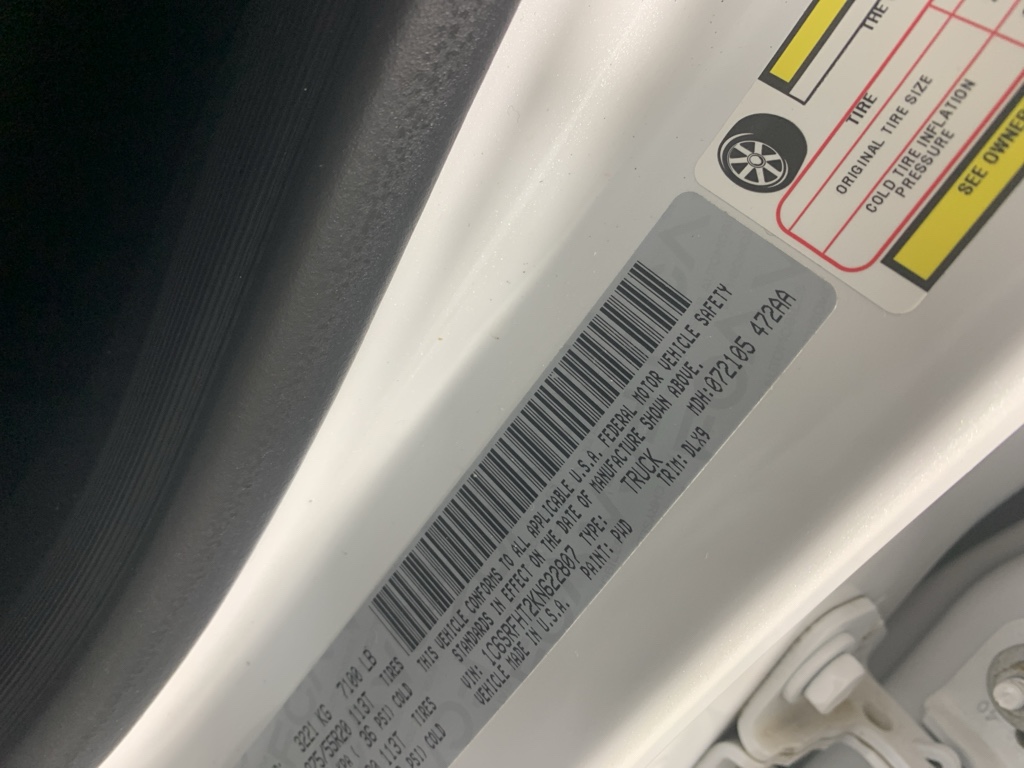 THE
TIRE
ORIGINAL TIRE SIZE
COLD TIRE INFLATION
PRESSURE
SEE OWNER
THIS VEHICLE CONFORMS TO ALL APPLICABLE U.S.A. FEDERAL MOTOR VEHICLE SAFETY
STANDARDS IN EFFECT ON THE DATE OF MANUFACTURE SHOWN ABOVE.
VIN: 1C6SRFHT2KN622807 TYPE: TRUCK MDH:072105 472AA
VEHICLE MADE IN U.S.A. PAINT: PWD TRIM: DLX9
3221 KG 7100 LB
275/55R20 113T TIRES
36 PSI) COLD
113T TIRES
PSI) COLD